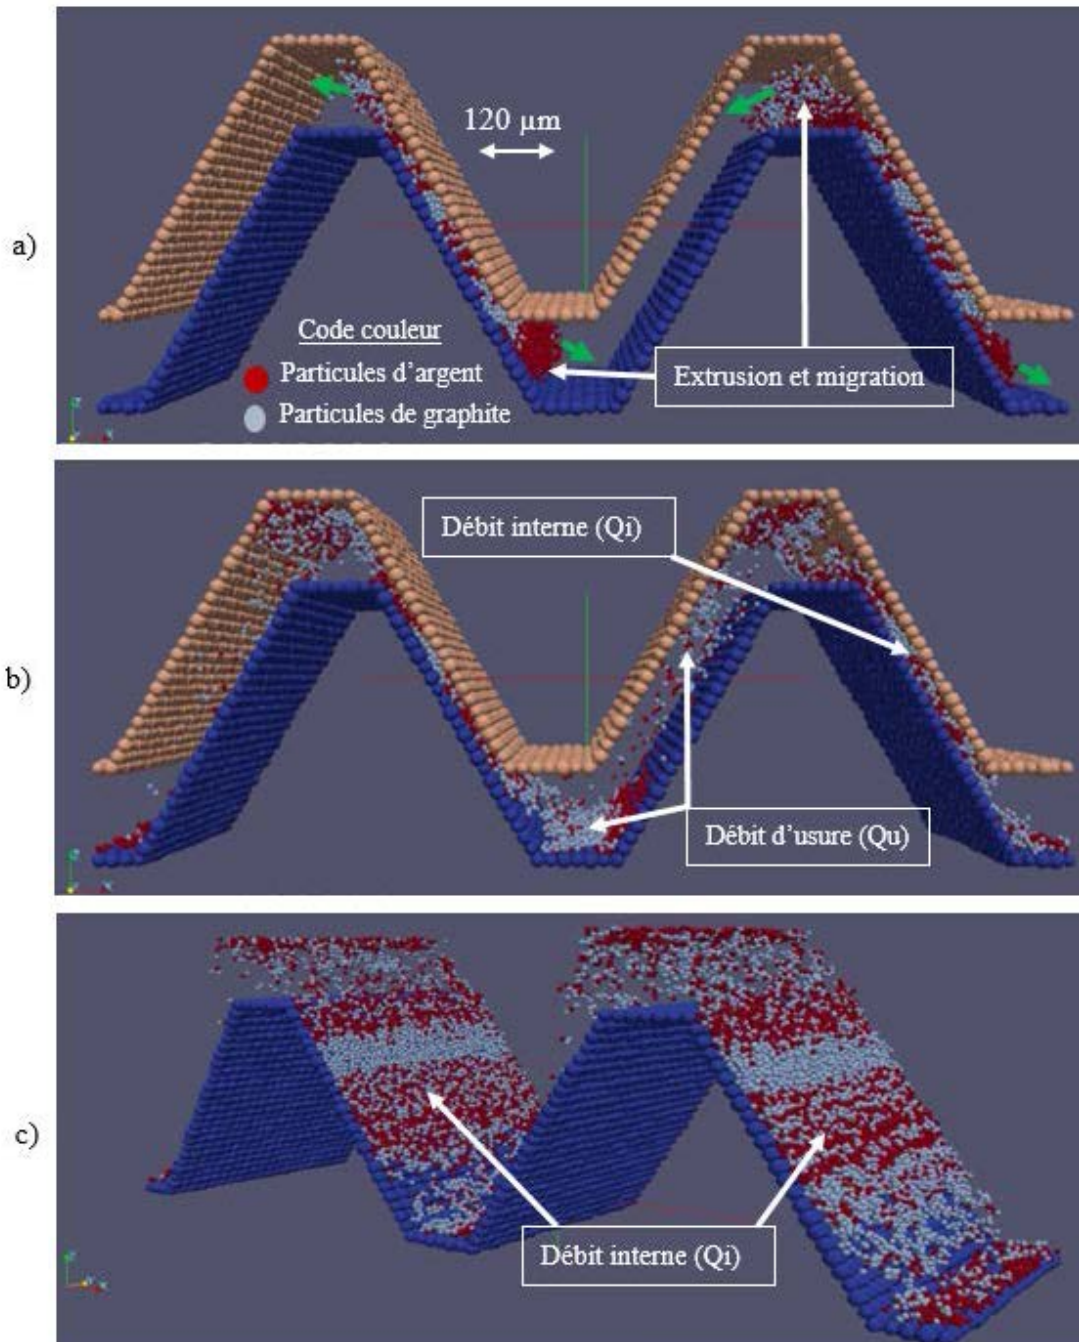 a)
120 µm
Code couleur
Particules d'argent
Particules de graphite
Extrusion et migration
b)
Débit interne (Qi)
Débit d'usure (Qu)
c)
Débit interne (Qi)